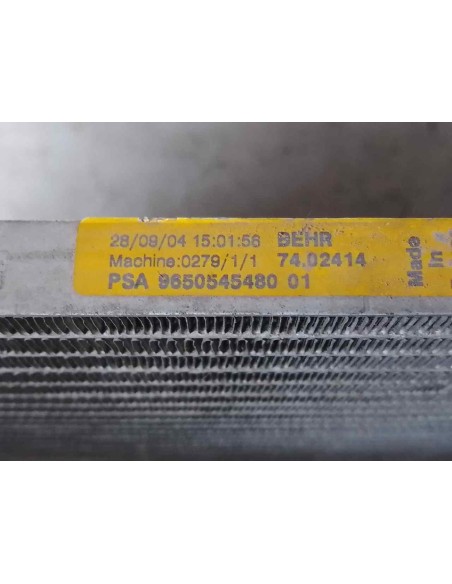 28/09/04 15:01:56 BEHR
Machine:0279/1/1 74.02414
PSA 9650545480 01
Made
in